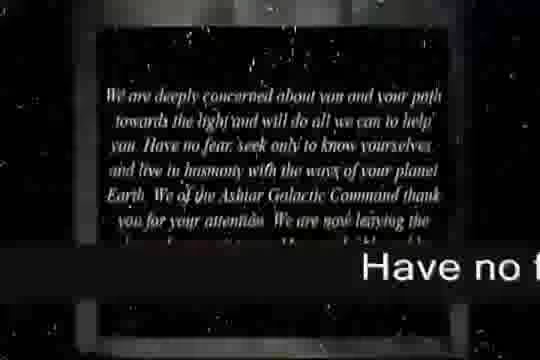 We are deeply concerned about you and your path
towards the light and will do all we can to help
you. Have no fear, seek only to know yourselves,
and live in harmony with the ways of your planet
Earth. We of the Ashtar Galactic Command thank
you for your attention. We are now leaving the
Have no f